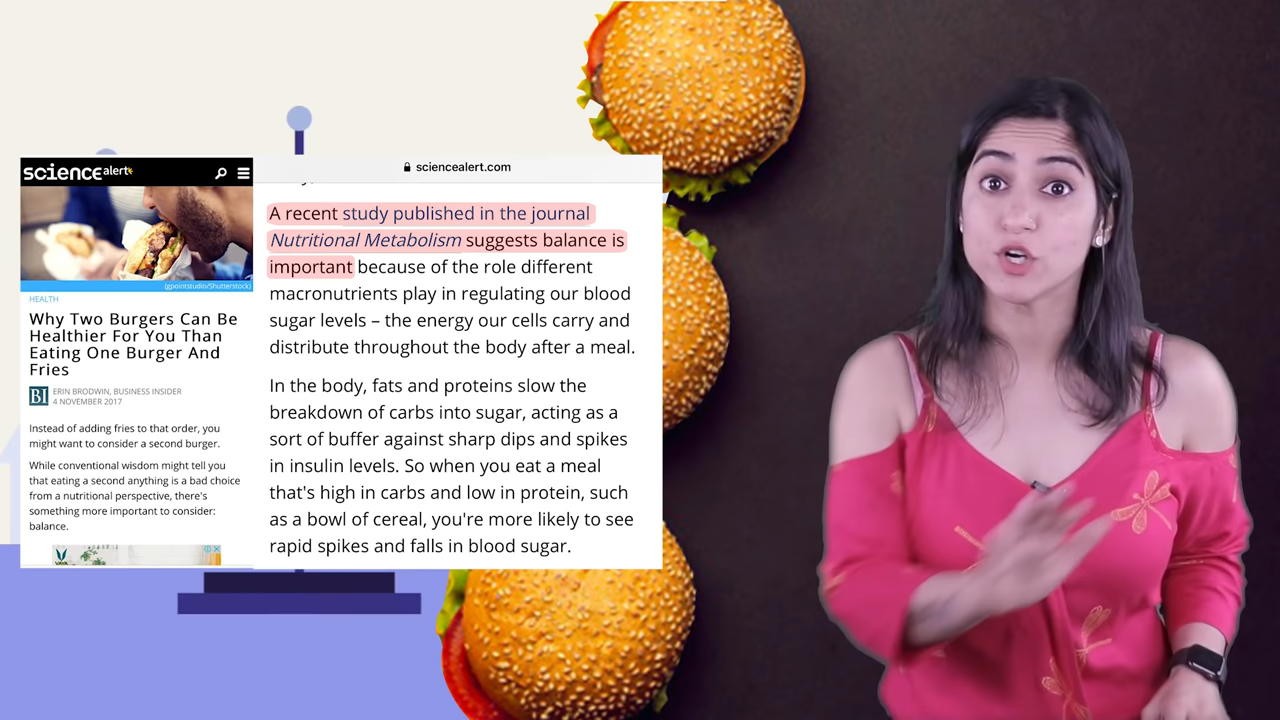 sciencealert
(gpointstudio/Shutterstock)
HEALTH
Why Two Burgers Can Be
Healthier For You Than
Eating One Burger And
Fries
BI
ERIN BRODWIN, BUSINESS INSIDER
4 NOVEMBER 2017
Instead of adding fries to that order, you
might want to consider a second burger.
While conventional wisdom might tell you
that eating a second anything is a bad choice
from a nutritional perspective, there's
something more important to consider:
balance.
sciencealert.com
A recent study published in the journal
Nutritional Metabolism suggests balance is
important because of the role different
macronutrients play in regulating our blood
sugar levels – the energy our cells carry and
distribute throughout the body after a meal.
In the body, fats and proteins slow the
breakdown of carbs into sugar, acting as a
sort of buffer against sharp dips and spikes
in insulin levels. So when you eat a meal
that's high in carbs and low in protein, such
as a bowl of cereal, you're more likely to see
rapid spikes and falls in blood sugar.